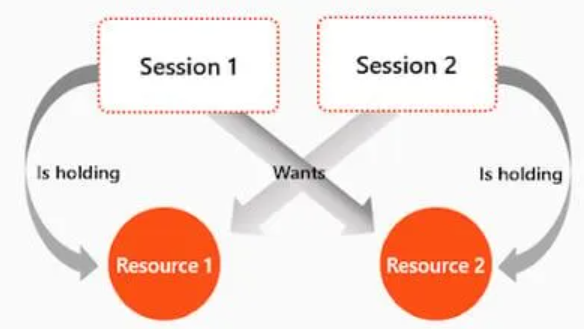 Session 1
Session 2
Is holding
Wants
Is holding
Resource 1
Resource 2